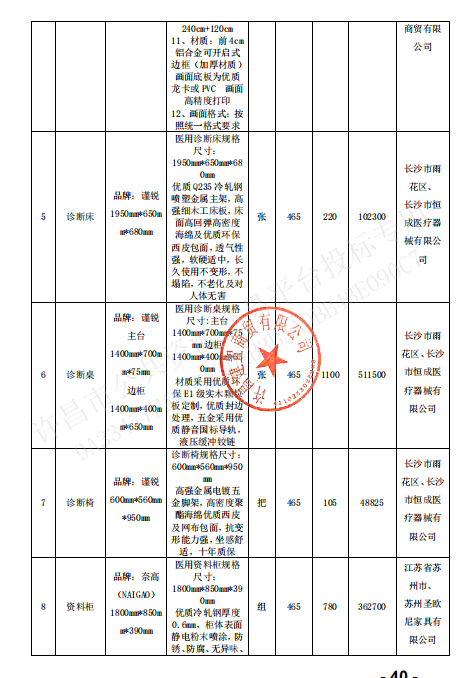 240cm+120cm
11、材质：前4cm
铝合金可开启式
边框（加厚材质）
画面底板为优质
龙卡或PVC 画面
高精度打印
12、画面格式：按
照统一格式要求
商贸有限
公司
5
诊断床
品牌：谨锐
1950mm*650m
m*680mm
医用诊断床规格
尺寸：
1950mm*650mm*68
0mm
优质Q235冷轧钢
喷塑金属主架，高
强细木工床板，床
面高回弹高密度
海绵及优质环保
西皮包面，透气性
强，软硬适中，长
久使用不变形，不
塌陷，不老化及对
人体无害
张
465
220
102300
长沙市雨
花区、
长沙市恒
成医疗器
械有限公
司
6
诊断桌
品牌：谨锐
主台
1400mm*700m
m*75mm
边柜
1400mm*400m
m*650mm
医用诊断桌规格
尺寸：主台
1400mm*700mm*75
mm 边柜
1400mm*400mm*65
0mm
材质采用优质环
保E1级实木颗粒
板定制，优质封边
处理，五金采用优
质静音国标导轨，
液压缓冲铰链
张
465
1100
511500
长沙市雨
花区、长沙
市恒成医
疗器械有
限公司
7
诊断椅
品牌：谨锐
600mm*560mm
*950mm
诊断椅规格尺寸：
600mm*560mm*950
mm
高强金属电镀五
金脚架，高密度聚
酯海绵优质西皮
及网布包面，抗变
形能力强，坐感舒
适，十年质保
把
465
105
48825
长沙市雨
花区、长沙
市恒成医
疗器械有
限公司
8
资料柜
品牌：奈高
（NAIGAO）
1800mm*850m
m*390mm
医用资料柜规格
尺寸：
1800mm*850mm*39
0mm
优质冷轧钢厚度
0.6mm，柜体表面
静电粉末喷涂，防
锈、防腐、无异味、
组
465
780
362700
江苏省苏
州市、
苏州圣欧
尼家具有
限公司
- 40 -